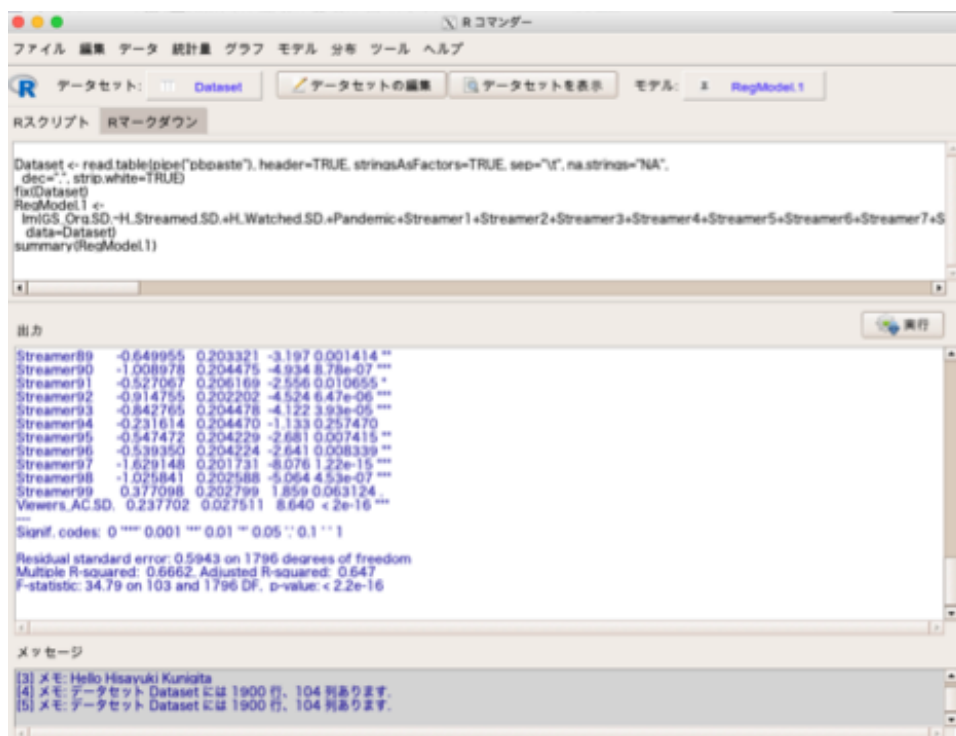 R コマンダー
ファイル 編集 データ 統計量 グラフ モデル 分布 ツール ヘルプ
R データセット: Dataset データセットの編集 データセットを表示 モデル: Σ RegModel.1
Rスクリプト Rマークダウン
Dataset <- read.table(pipe("pbpaste"), header=TRUE, stringsAsFactors=TRUE, sep="\t", na.strings="NA",
dec=".", strip.white=TRUE)
fix(Dataset)
RegModel.1 <-
lm(GS_Org.SD.~H..Streamed.SD.+H..Watched.SD.+Pandemic+Streamer1+Streamer2+Streamer3+Streamer4+Streamer5+Streamer6+Streamer7+S
data=Dataset)
summary(RegModel.1)
出力
実行
Streamer89 -0.649955 0.203321 -3.197 0.001414 **
Streamer90 -1.008978 0.204475 -4.934 8.78e-07 ***
Streamer91 -0.527067 0.206169 -2.556 0.010655 *
Streamer92 -0.914755 0.202202 -4.524 6.47e-06 ***
Streamer93 -0.842765 0.204478 -4.122 3.93e-05 ***
Streamer94 -0.231614 0.204470 -1.133 0.257470
Streamer95 -0.547472 0.204229 -2.681 0.007415 **
Streamer96 -0.539350 0.204224 -2.641 0.008339 **
Streamer97 -1.629148 0.201731 -8.076 1.22e-15 ***
Streamer98 -1.025841 0.202588 -5.064 4.53e-07 ***
Streamer99 0.377098 0.202799 1.859 0.063124 .
Viewers_AC.SD. 0.237702 0.027511 8.640 < 2e-16 ***
---
Signif. codes: 0 '***' 0.001 '**' 0.01 '*' 0.05 '.' 0.1 ' ' 1
Residual standard error: 0.5943 on 1796 degrees of freedom
Multiple R-squared: 0.6662, Adjusted R-squared: 0.647
F-statistic: 34.79 on 103 and 1796 DF, p-value: < 2.2e-16
メッセージ
[3] メモ: Hello Hisayuki Kunigita
[4] メモ: データセット Dataset には 1900 行、104 列あります.
[5] メモ: データセット Dataset には 1900 行、104 列あります.